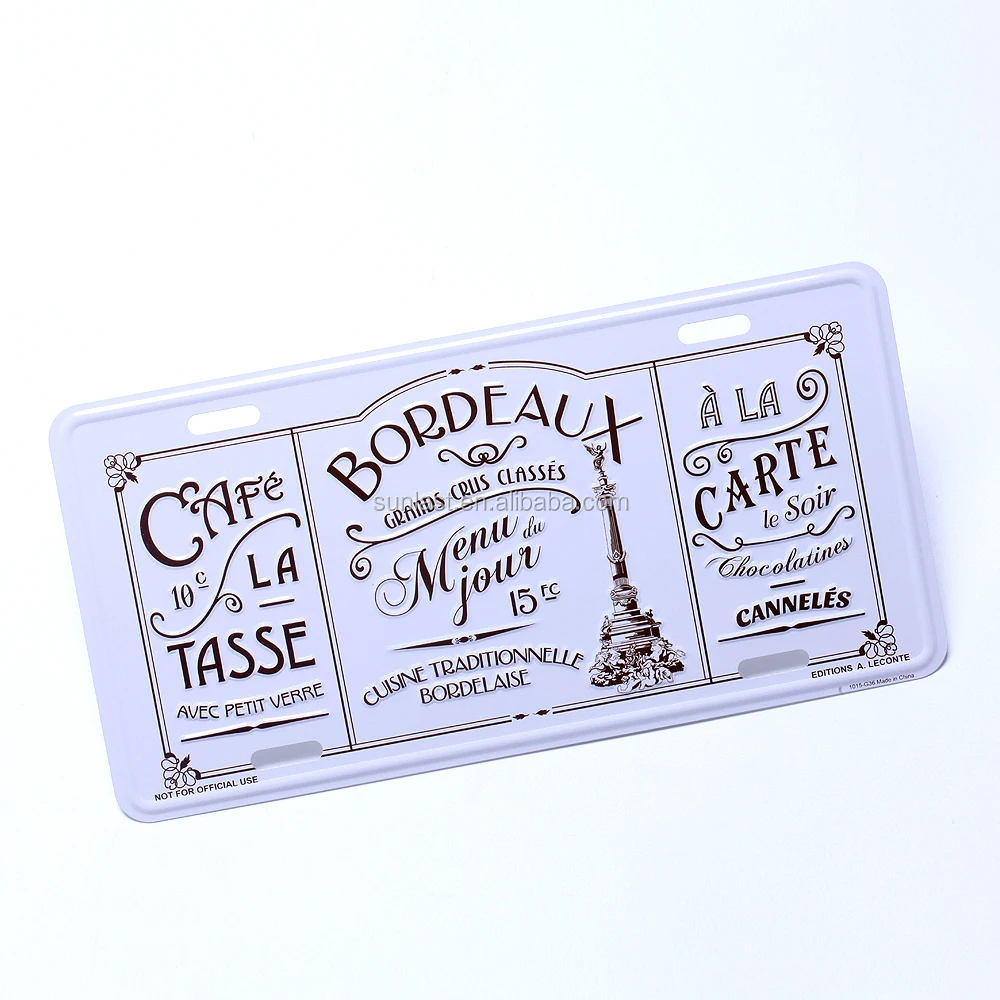 CAFÉ
10ᶜ LA
TASSE
AVEC PETIT VERRE
NOT FOR OFFICIAL USE
BORDEAUX
GRANDS CRUS CLASSÉS
sunlast.en.alibaba.com
Menu du
jour
15 FC
CUISINE TRADITIONNELLE
BORDELAISE
À LA
CARTE
le Soir
Chocolatines
CANNELÉS
EDITIONS A. LECONTE
1015-G36 Made in China